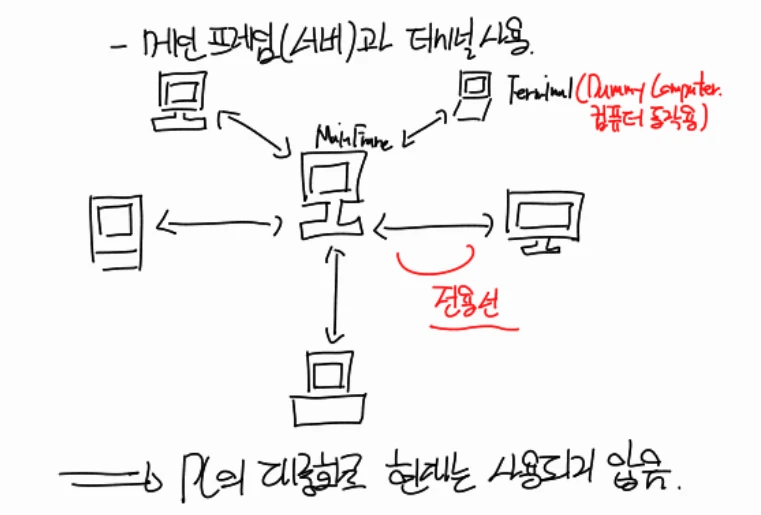 - 메인 프레임(서버)과 터미널 사용.
Terminal (Dummy Computer.
컴퓨터 동작용)
MainFrame
전용선
⇒ PC의 대중화로 현재는 사용되지 않음.